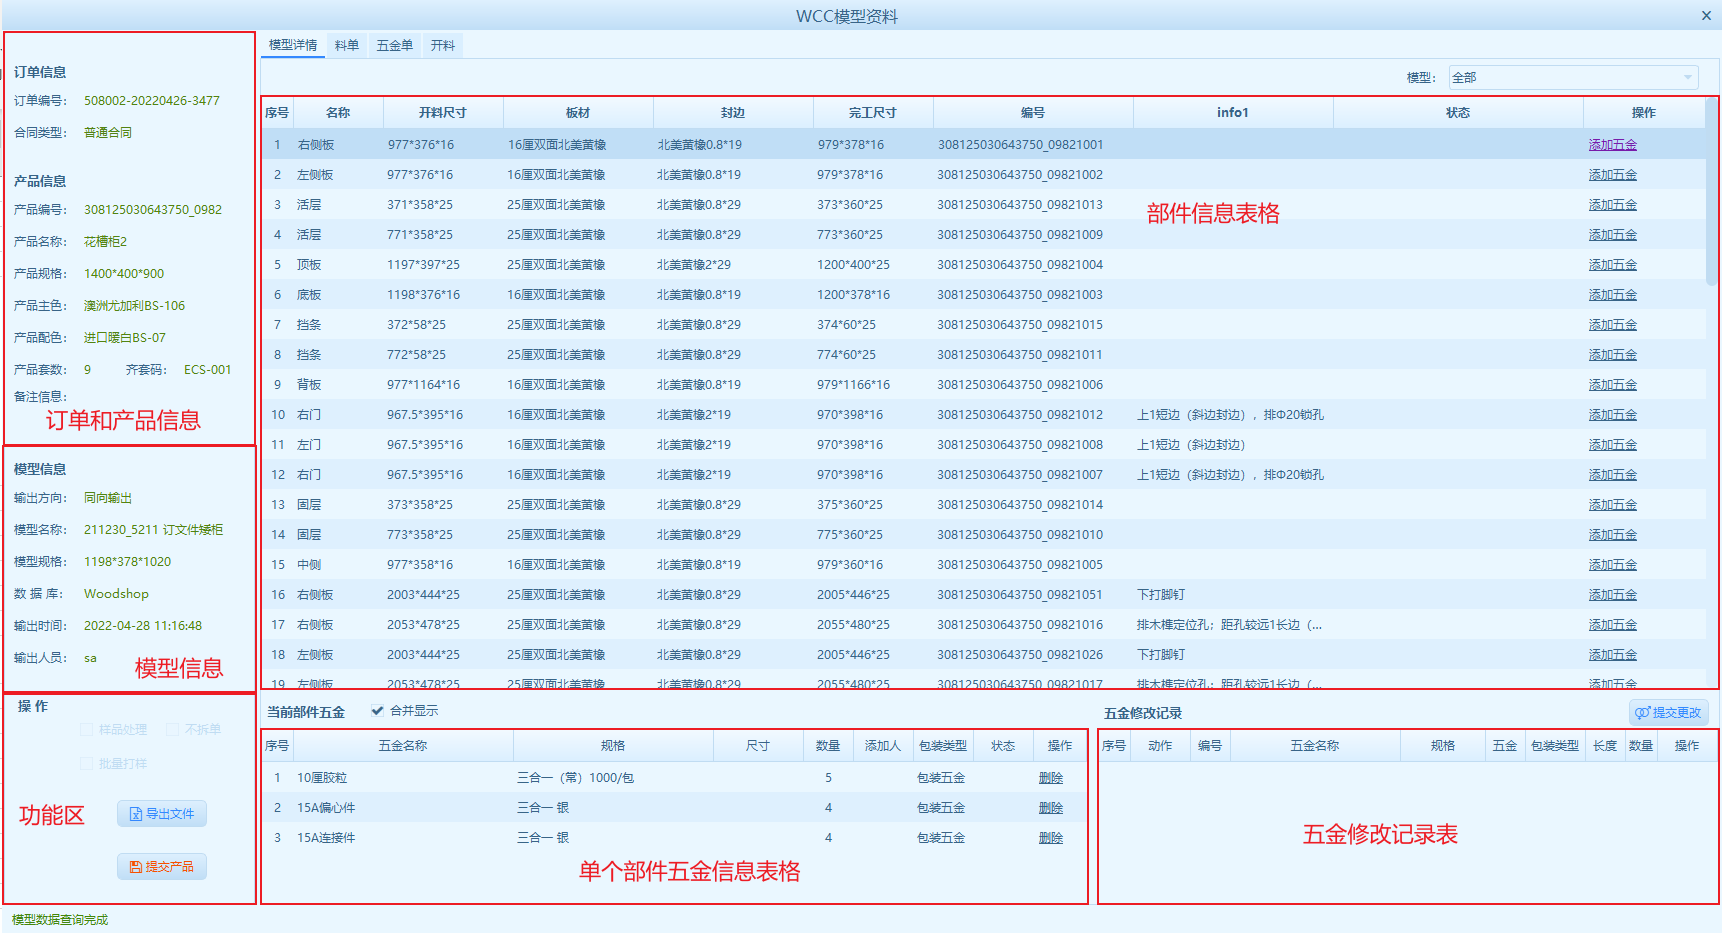 WCC模型资料
模型详情 料单 五金单 开料
模型： 全部
订单信息
订单编号： 508002-20220426-3477
合同类型： 普通合同
产品信息
产品编号： 308125030643750_0982
产品名称： 花槽柜2
产品规格： 1400*400*900
产品主色： 澳洲尤加利BS-106
产品配色： 进口暖白BS-07
产品套数： 9 齐套码： ECS-001
备注信息：
订单和产品信息
模型信息
输出方向： 同向输出
模型名称： 211230_5211 订文件矮柜
模型规格： 1198*378*1020
数 据 库： Woodshop
输出时间： 2022-04-28 11:16:48
输出人员： sa
模型信息
操 作
样品处理 不拆单
批量打样
功能区
导出文件
提交产品
序号 名称 开料尺寸 板材 封边 完工尺寸 编号 info1 状态 操作
1 右侧板 977*376*16 16厘双面北美黄橡 北美黄橡0.8*19 979*378*16 308125030643750_09821001 添加五金
2 左侧板 977*376*16 16厘双面北美黄橡 北美黄橡0.8*19 979*378*16 308125030643750_09821002 添加五金
3 活层 371*358*25 25厘双面北美黄橡 北美黄橡0.8*29 373*360*25 308125030643750_09821013 添加五金
部件信息表格
4 活层 771*358*25 25厘双面北美黄橡 北美黄橡0.8*29 773*360*25 308125030643750_09821009 添加五金
5 顶板 1197*397*25 25厘双面北美黄橡 北美黄橡2*29 1200*400*25 308125030643750_09821004 添加五金
6 底板 1198*376*16 16厘双面北美黄橡 北美黄橡0.8*19 1200*378*16 308125030643750_09821003 添加五金
7 挡条 372*58*25 25厘双面北美黄橡 北美黄橡0.8*29 374*60*25 308125030643750_09821015 添加五金
8 挡条 772*58*25 25厘双面北美黄橡 北美黄橡0.8*29 774*60*25 308125030643750_09821011 添加五金
9 背板 977*1164*16 16厘双面北美黄橡 北美黄橡0.8*19 979*1166*16 308125030643750_09821006 添加五金
10 右门 967.5*395*16 16厘双面北美黄橡 北美黄橡2*19 970*398*16 308125030643750_09821012 上1短边（斜边封边），排Φ20锁孔 添加五金
11 左门 967.5*395*16 16厘双面北美黄橡 北美黄橡2*19 970*398*16 308125030643750_09821008 上1短边（斜边封边） 添加五金
12 右门 967.5*395*16 16厘双面北美黄橡 北美黄橡2*19 970*398*16 308125030643750_09821007 上1短边（斜边封边），排Φ20锁孔 添加五金
13 固层 373*358*25 25厘双面北美黄橡 北美黄橡0.8*29 375*360*25 308125030643750_09821014 添加五金
14 固层 773*358*25 25厘双面北美黄橡 北美黄橡0.8*29 775*360*25 308125030643750_09821010 添加五金
15 中侧 977*358*16 16厘双面北美黄橡 北美黄橡0.8*19 979*360*16 308125030643750_09821005 添加五金
16 右侧板 2003*444*25 25厘双面北美黄橡 北美黄橡0.8*29 2005*446*25 308125030643750_09821051 下打脚钉 添加五金
17 右侧板 2053*478*25 25厘双面北美黄橡 北美黄橡0.8*29 2055*480*25 308125030643750_09821016 排木榫定位孔；距孔较远1长边（... 添加五金
18 左侧板 2003*444*25 25厘双面北美黄橡 北美黄橡0.8*29 2005*446*25 308125030643750_09821026 下打脚钉 添加五金
19 左侧板 2053*478*25 25厘双面北美黄橡 北美黄橡0.8*29 2055*480*25 308125030643750_09821017 排木榫定位孔；距孔较远1长边（... 添加五金
当前部件五金 合并显示
序号 五金名称 规格 尺寸 数量 添加人 包装类型 状态 操作
1 10厘胶粒 三合一（常）1000/包 5 包装五金 删除
2 15A偏心件 三合一 银 4 包装五金 删除
3 15A连接件 三合一 银 4 包装五金 删除
单个部件五金信息表格
五金修改记录 提交更改
序号 动作 编号 五金名称 规格 五金 包装类型 长度 数量 操作
五金修改记录表
模型数据查询完成